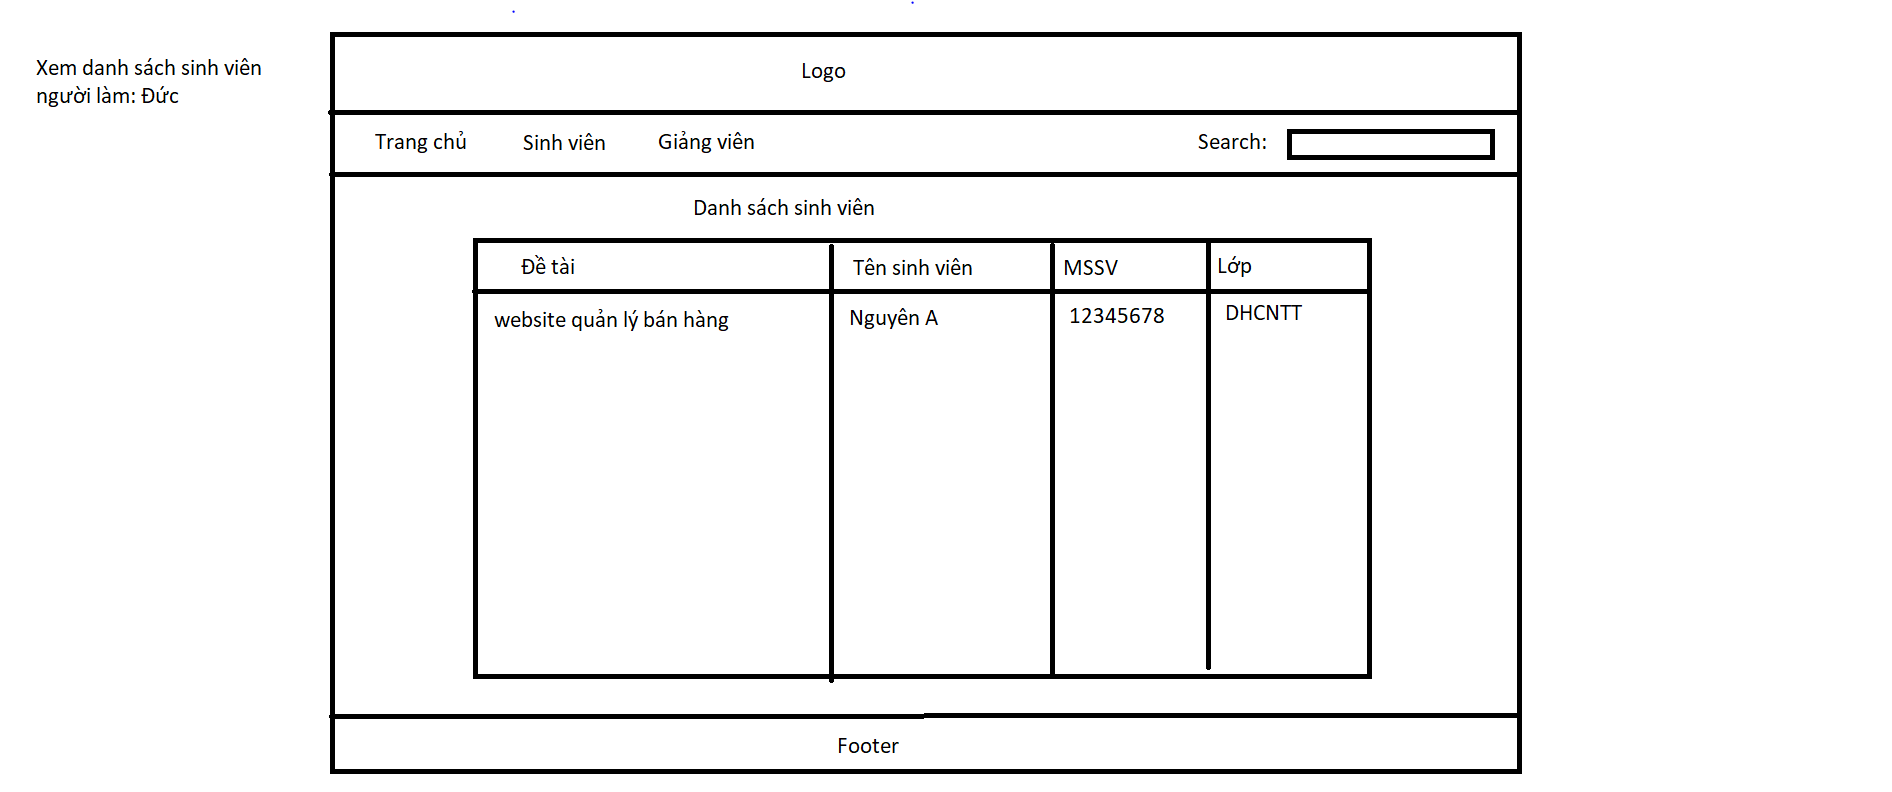 Xem danh sách sinh viên
người làm: Đức
Logo
Trang chủ Sinh viên Giảng viên Search:
Danh sách sinh viên
Đề tài Tên sinh viên MSSV Lớp
website quản lý bán hàng Nguyên A 12345678 DHCNTT
Footer